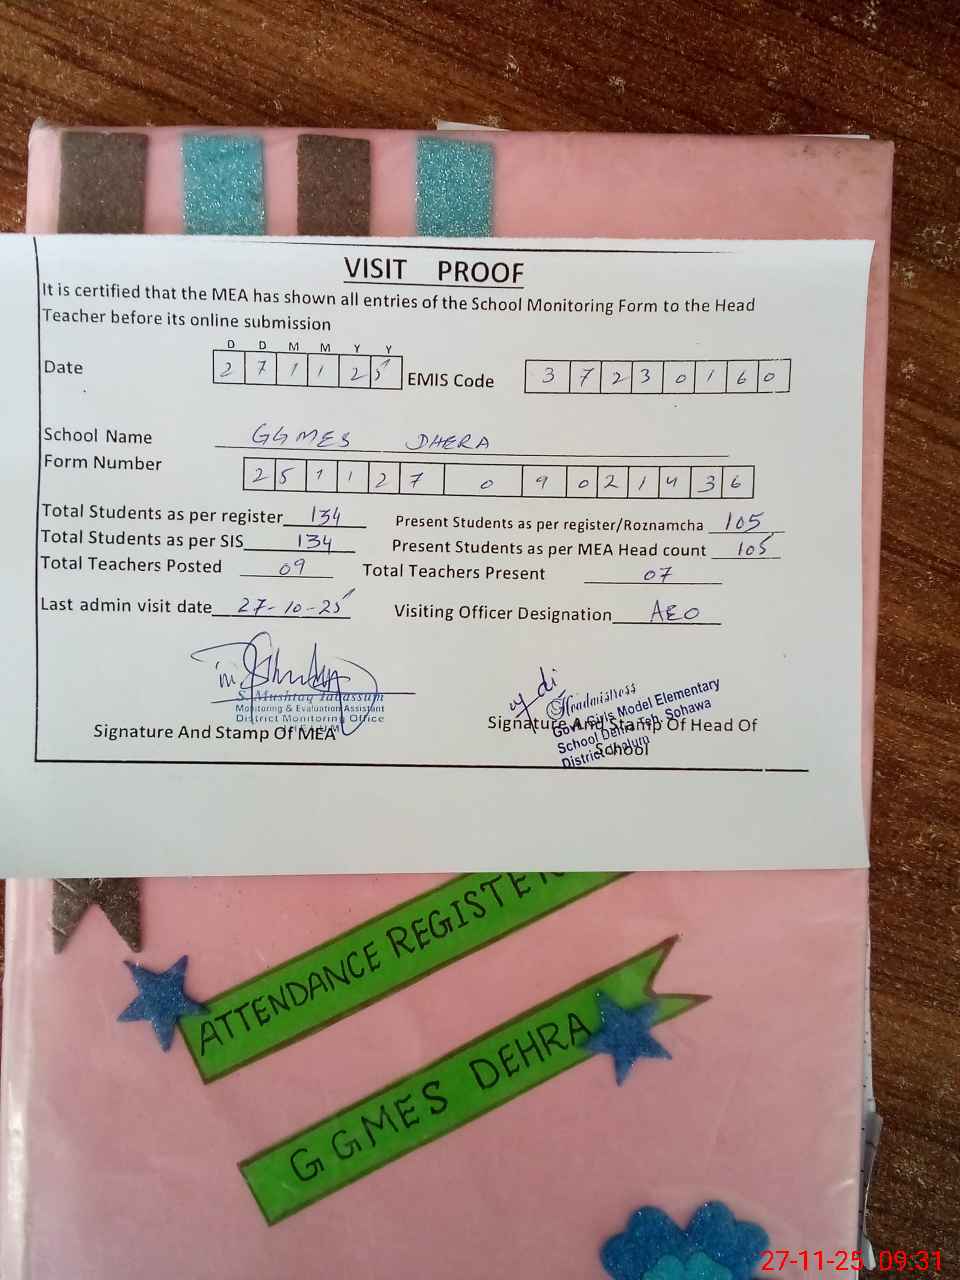 VISIT PROOF
It is certified that the MEA has shown all entries of the School Monitoring Form to the Head
Teacher before its online submission
D D M M Y Y
Date 2 7 1 1 2 5 EMIS Code 3 7 2 3 0 1 6 0
School Name GGMES DHERA
Form Number 2 5 1 1 2 7 0 9 0 2 1 4 3 6
Total Students as per register 134 Present Students as per register/Roznamcha 105
Total Students as per SIS 134 Present Students as per MEA Head count 105
Total Teachers Posted 09 Total Teachers Present 07
Last admin visit date 27-10-25 Visiting Officer Designation AEO
S. Mushtaq Tabassum
Monitoring & Evaluation Assistant
District Monitoring Office
JHELUM
Signature And Stamp Of MEA
Headmistress
Govt. Girls Model Elementary
School Dehra Teh. Sohawa
District Jhelum
Signature And Stamp Of Head Of
School
ATTENDANCE REGISTER
GGMES DEHRA
27-11-25 09:31